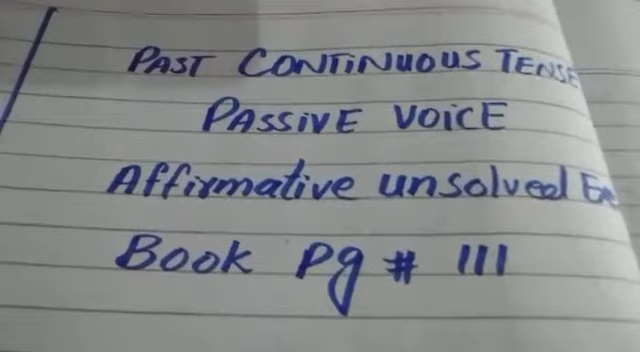 PAST CONTINUOUS TENSE
PASSIVE VOICE
Affirmative unsolved
BOOK Pg # 111